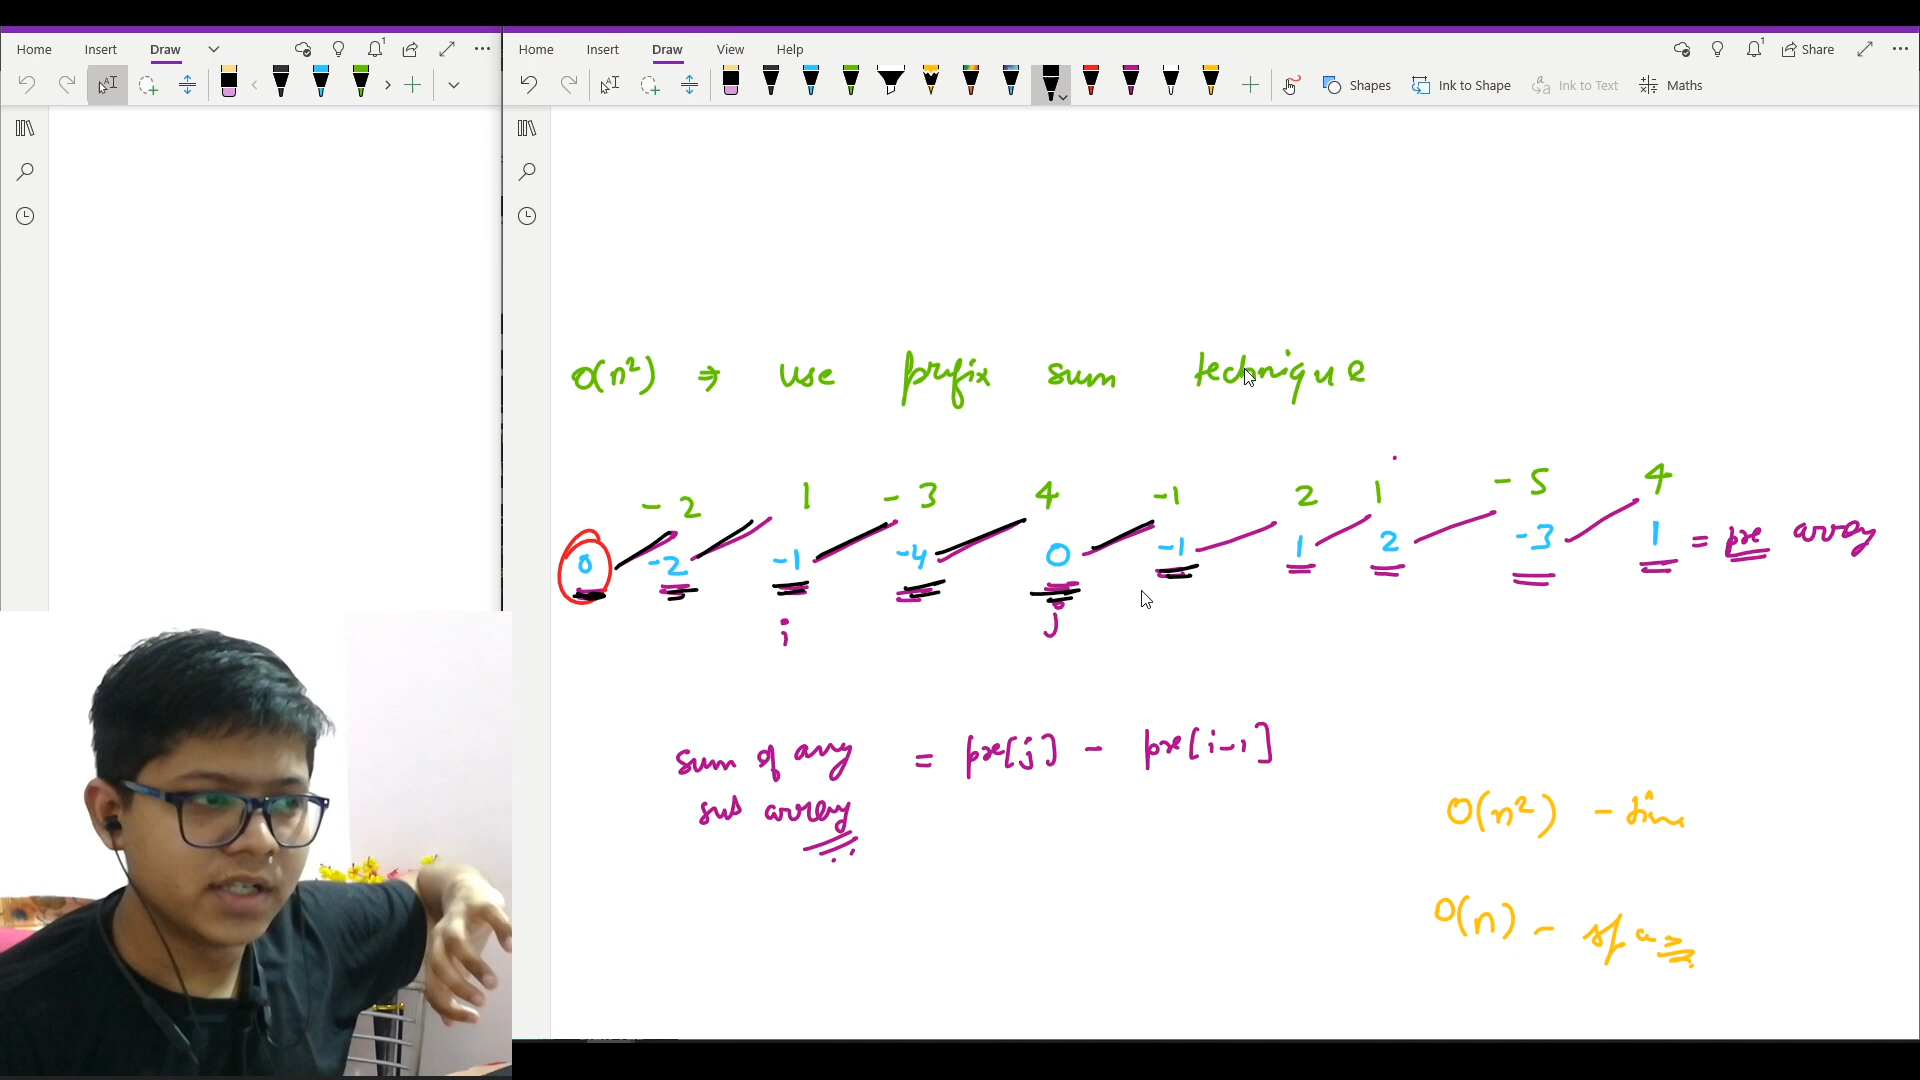 Home Insert Draw
Home Insert Draw View Help Share
Shapes Ink to Shape Ink to Text Maths
O(n²) ⇒ use prefix sum technique
-2 1 -3 4 -1 2 1 -5 4
0 -2 -1 -4 0 -1 1 2 -3 1 = pre array
i j
sum of any = pre[j] - pre[i-1]
sub array
O(n²) - time
O(n) - space